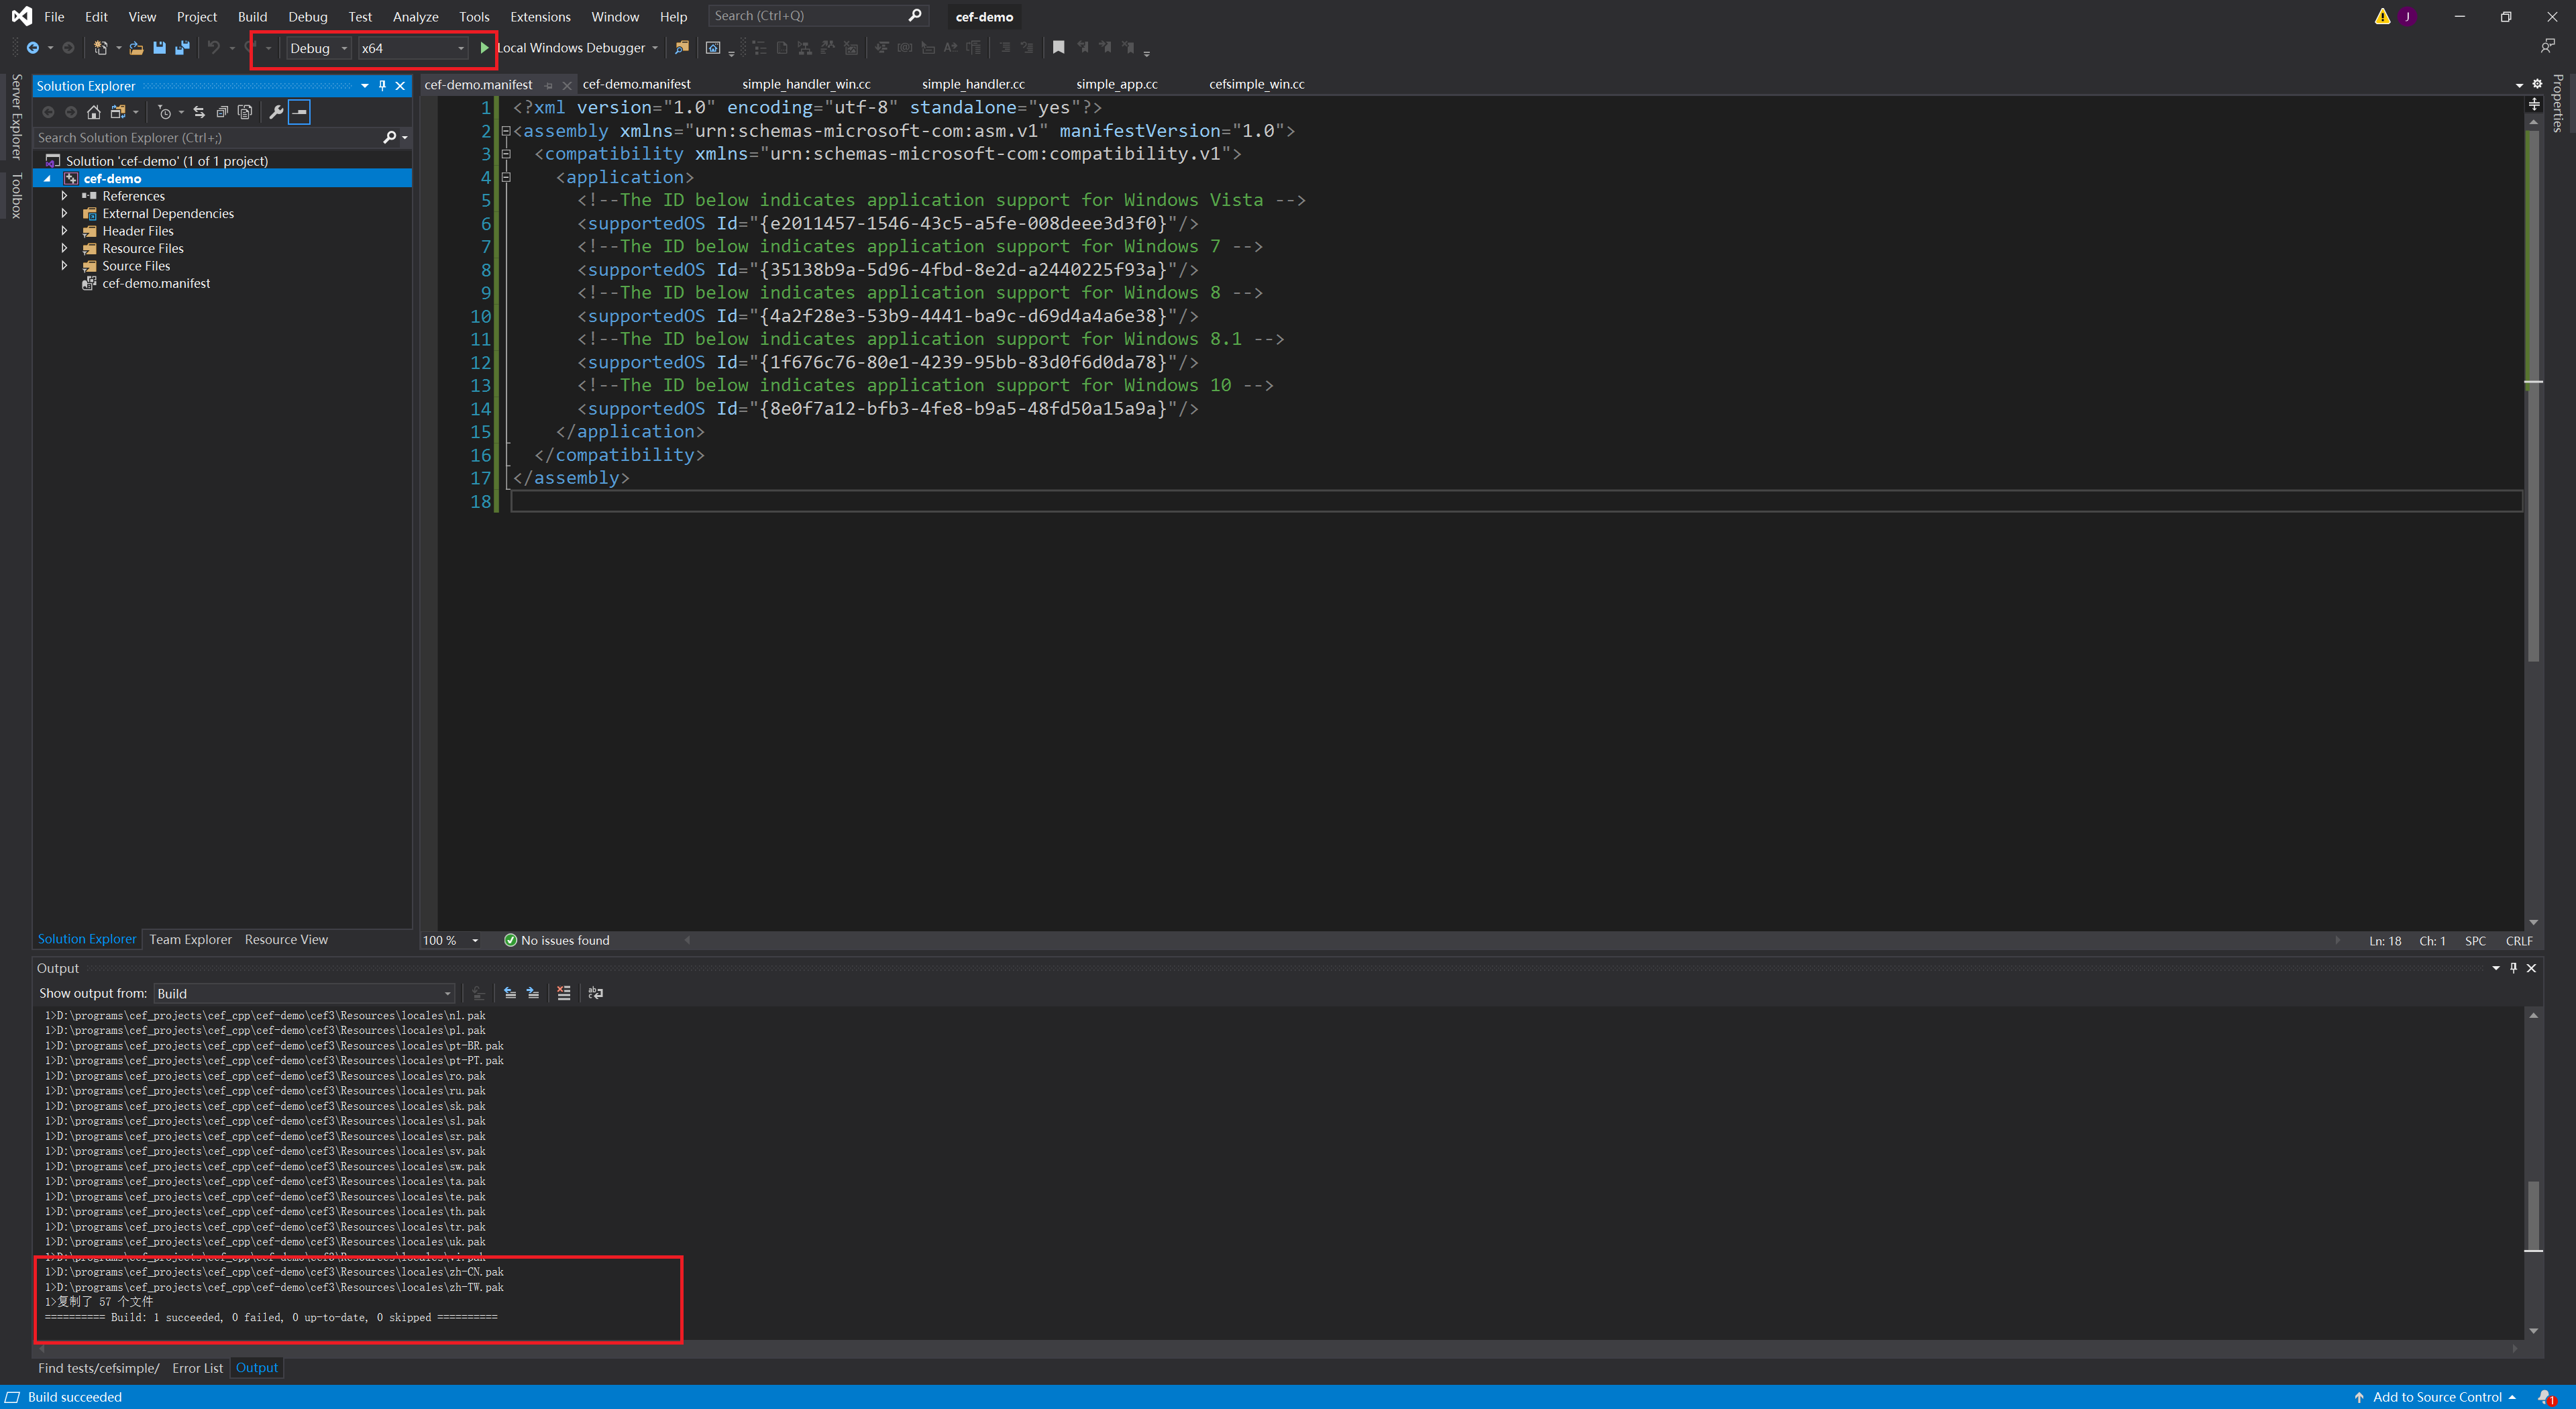 File Edit View Project Build Debug Test Analyze Tools Extensions Window Help Search (Ctrl+Q) cef-demo J
Debug x64 Local Windows Debugger
Server Explorer
Toolbox
Solution Explorer
Search Solution Explorer (Ctrl+;)
Solution 'cef-demo' (1 of 1 project)
cef-demo
References
External Dependencies
Header Files
Resource Files
Source Files
cef-demo.manifest
Solution Explorer Team Explorer Resource View
cef-demo.manifest cef-demo.manifest simple_handler_win.cc simple_handler.cc simple_app.cc cefsimple_win.cc
Properties
1 <?xml version="1.0" encoding="utf-8" standalone="yes"?>
2 <assembly xmlns="urn:schemas-microsoft-com:asm.v1" manifestVersion="1.0">
3 <compatibility xmlns="urn:schemas-microsoft-com:compatibility.v1">
4 <application>
5 <!--The ID below indicates application support for Windows Vista -->
6 <supportedOS Id="{e2011457-1546-43c5-a5fe-008deee3d3f0}"/>
7 <!--The ID below indicates application support for Windows 7 -->
8 <supportedOS Id="{35138b9a-5d96-4fbd-8e2d-a2440225f93a}"/>
9 <!--The ID below indicates application support for Windows 8 -->
10 <supportedOS Id="{4a2f28e3-53b9-4441-ba9c-d69d4a4a6e38}"/>
11 <!--The ID below indicates application support for Windows 8.1 -->
12 <supportedOS Id="{1f676c76-80e1-4239-95bb-83d0f6d0da78}"/>
13 <!--The ID below indicates application support for Windows 10 -->
14 <supportedOS Id="{8e0f7a12-bfb3-4fe8-b9a5-48fd50a15a9a}"/>
15 </application>
16 </compatibility>
17 </assembly>
18
100 % No issues found Ln: 18 Ch: 1 SPC CRLF
Output
Show output from: Build
1>D:\programs\cef_projects\cef_cpp\cef-demo\cef3\Resources\locales\nl.pak
1>D:\programs\cef_projects\cef_cpp\cef-demo\cef3\Resources\locales\pl.pak
1>D:\programs\cef_projects\cef_cpp\cef-demo\cef3\Resources\locales\pt-BR.pak
1>D:\programs\cef_projects\cef_cpp\cef-demo\cef3\Resources\locales\pt-PT.pak
1>D:\programs\cef_projects\cef_cpp\cef-demo\cef3\Resources\locales\ro.pak
1>D:\programs\cef_projects\cef_cpp\cef-demo\cef3\Resources\locales\ru.pak
1>D:\programs\cef_projects\cef_cpp\cef-demo\cef3\Resources\locales\sk.pak
1>D:\programs\cef_projects\cef_cpp\cef-demo\cef3\Resources\locales\sl.pak
1>D:\programs\cef_projects\cef_cpp\cef-demo\cef3\Resources\locales\sr.pak
1>D:\programs\cef_projects\cef_cpp\cef-demo\cef3\Resources\locales\sv.pak
1>D:\programs\cef_projects\cef_cpp\cef-demo\cef3\Resources\locales\sw.pak
1>D:\programs\cef_projects\cef_cpp\cef-demo\cef3\Resources\locales\ta.pak
1>D:\programs\cef_projects\cef_cpp\cef-demo\cef3\Resources\locales\te.pak
1>D:\programs\cef_projects\cef_cpp\cef-demo\cef3\Resources\locales\th.pak
1>D:\programs\cef_projects\cef_cpp\cef-demo\cef3\Resources\locales\tr.pak
1>D:\programs\cef_projects\cef_cpp\cef-demo\cef3\Resources\locales\uk.pak
1>D:\programs\cef_projects\cef_cpp\cef-demo\cef3\Resources\locales\vi.pak
1>D:\programs\cef_projects\cef_cpp\cef-demo\cef3\Resources\locales\zh-CN.pak
1>D:\programs\cef_projects\cef_cpp\cef-demo\cef3\Resources\locales\zh-TW.pak
1>复制了 57 个文件
========== Build: 1 succeeded, 0 failed, 0 up-to-date, 0 skipped ==========
Find tests/cefsimple/ Error List Output
Build succeeded Add to Source Control 1